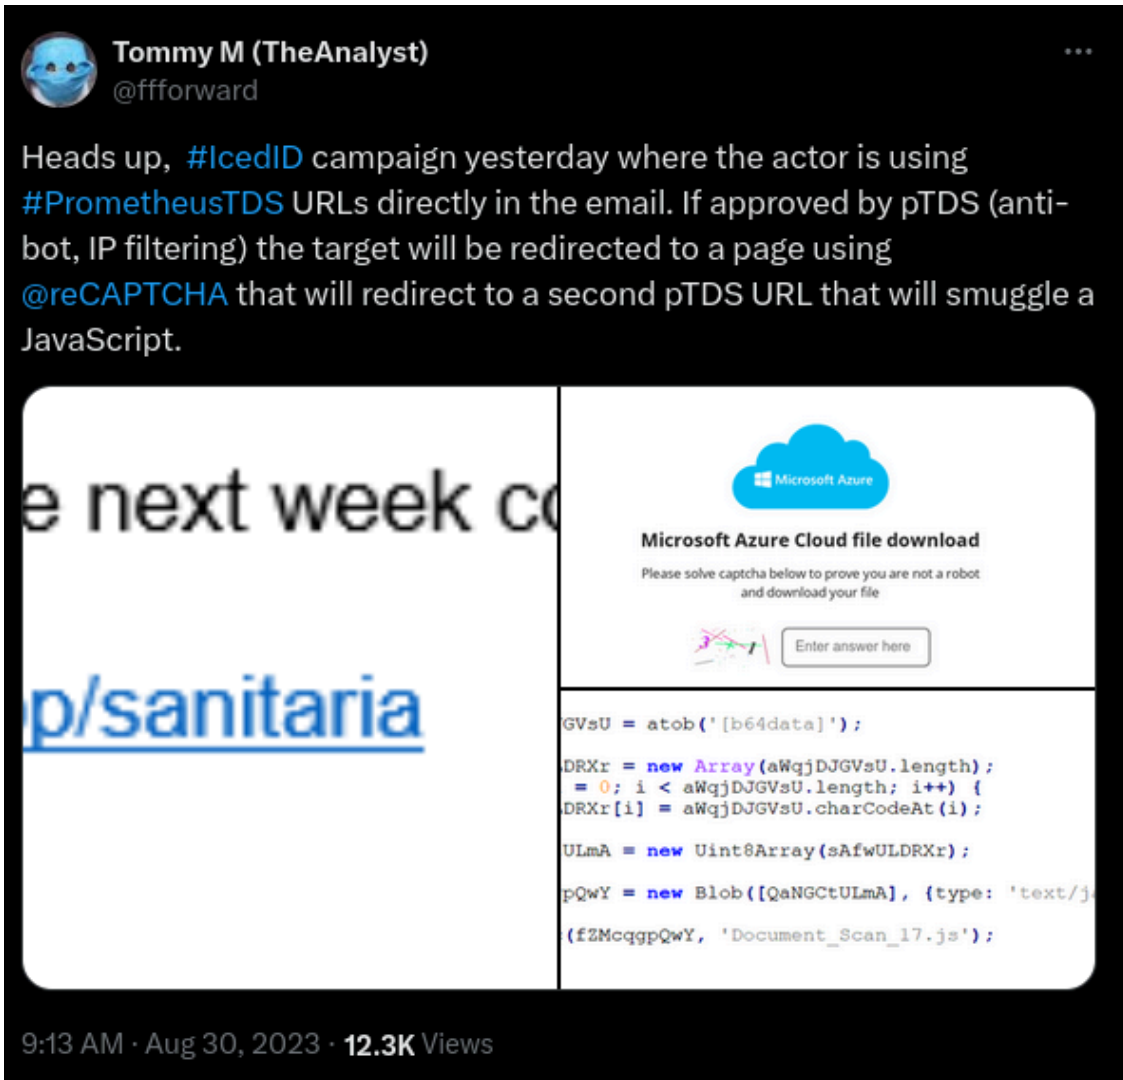 Tommy M (TheAnalyst)
@ffforward
Heads up, #IcedID campaign yesterday where the actor is using
#PrometheusTDS URLs directly in the email. If approved by pTDS (anti-
bot, IP filtering) the target will be redirected to a page using
@reCAPTCHA that will redirect to a second pTDS URL that will smuggle a
JavaScript.
e next week co
p/sanitaria
Microsoft Azure
Microsoft Azure Cloud file download
Please solve captcha below to prove you are not a robot
and download your file
Enter answer here
GVsU = atob('[b64data]');
DRXr = new Array(aWqjDJGVsU.length);
= 0; i < aWqjDJGVsU.length; i++) {
DRXr[i] = aWqjDJGVsU.charCodeAt(i);
ULmA = new Uint8Array(sAfwULDRXr);
pQwY = new Blob([QaNGCtULmA], {type: 'text/j
(fZMcqgpQwY, 'Document_Scan_17.js');
9:13 AM · Aug 30, 2023 · 12.3K Views